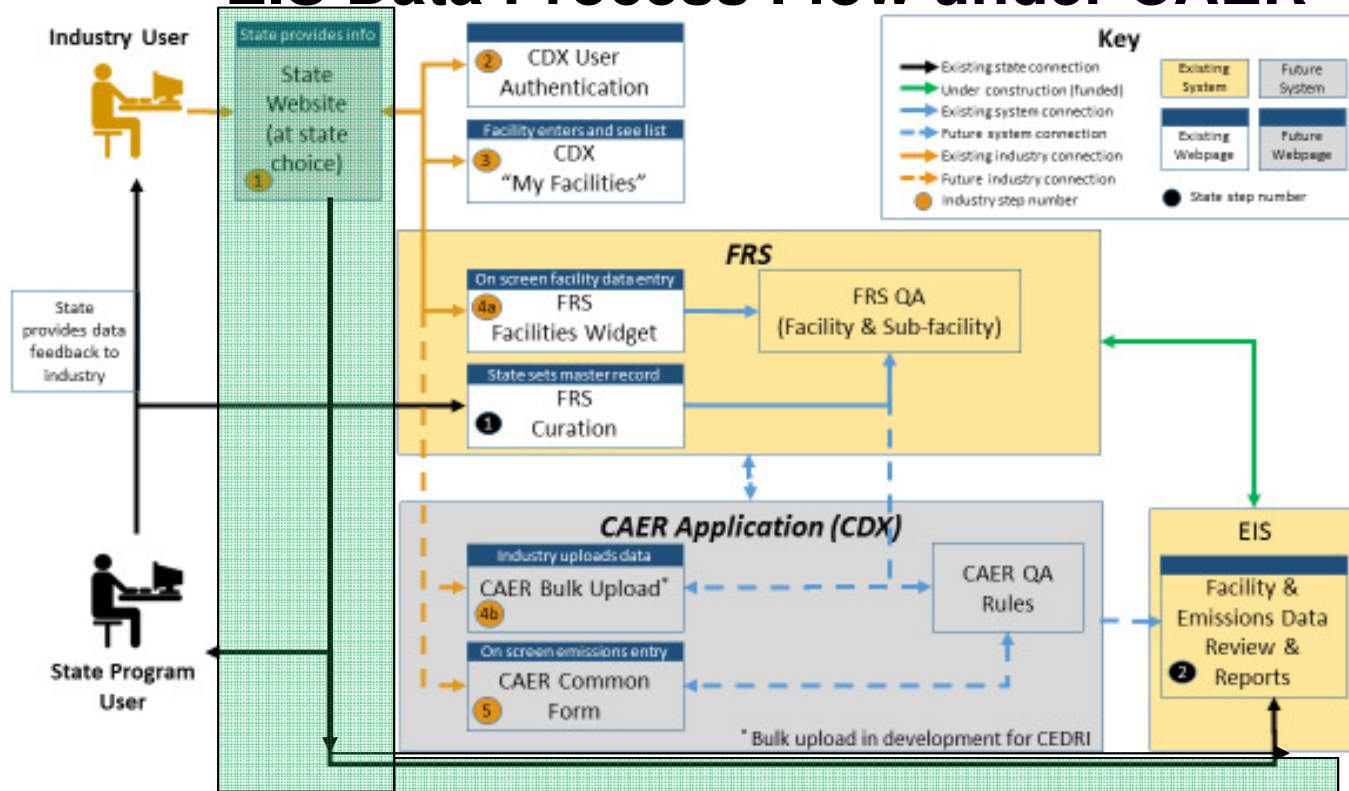 EIS Data Process Flow under CAER
Industry User
State provides info
State
Website
(at state
choice)
1
2
CDX User
Authentication
Facility enters and see list
3
CDX
“My Facilities”
Key
Existing state connection
Under construction (funded)
Existing system connection
Future system connection
Existing industry connection
Future industry connection
Industry step number
Existing
System
Future
System
Existing
Webpage
Future
Webpage
State step number
State
provides data
feedback to
industry
FRS
On screen facility data entry
4a
FRS
Facilities Widget
FRS QA
(Facility & Sub-facility)
State sets master record
FRS
1
Curation
CAER Application (CDX)
Industry uploads data
CAER Bulk Upload*
4b
CAER QA
Rules
On screen emissions entry
CAER Common
5
Form
* Bulk upload in development for CEDRI
EIS
Facility &
Emissions Data
Review &
2
Reports
State Program
User